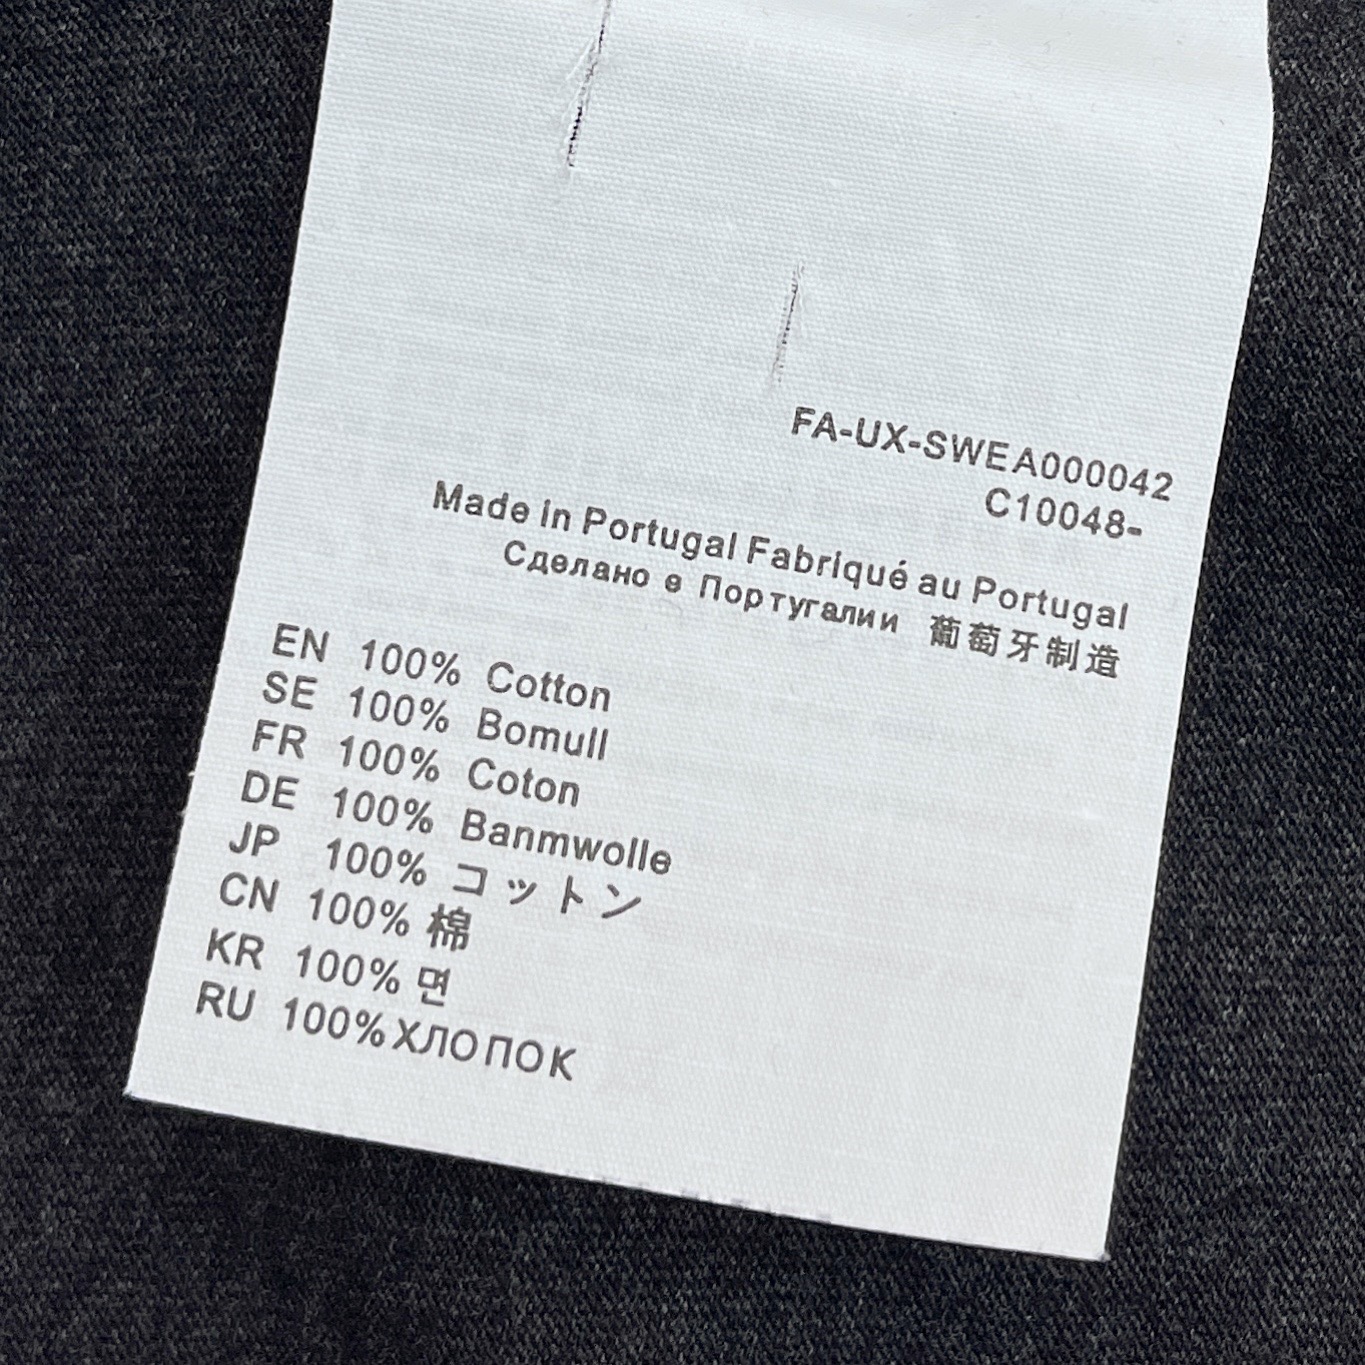 FA-UX-SWEA000042
C10048-
Made in Portugal Fabriqué au Portugal
Сделано в Португалии 葡萄牙制造
EN 100% Cotton
SE 100% Bomull
FR 100% Coton
DE 100% Banmwolle
JP 100% コットン
CN 100% 棉
KR 100% 면
RU 100% ХЛОПОК